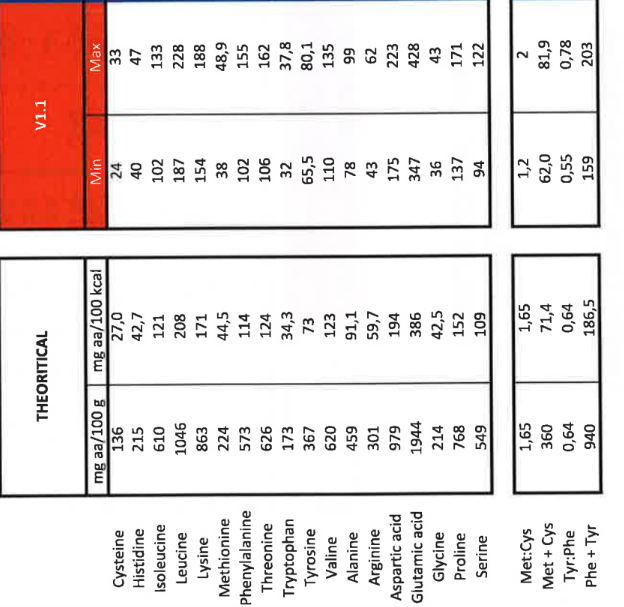 THEORITICAL V1.1
mg aa/100 g mg aa/100 kcal Min Max
Cysteine 136 27,0 24 33
Histidine 215 42,7 40 47
Isoleucine 610 121 102 133
Leucine 1046 208 187 228
Lysine 863 171 154 188
Methionine 224 44,5 38 48,9
Phenylalanine 573 114 102 155
Threonine 626 124 106 162
Tryptophan 173 34,3 32 37,8
Tyrosine 367 73 65,5 80,1
Valine 620 123 110 135
Alanine 459 91,1 78 99
Arginine 301 59,7 43 62
Aspartic acid 979 194 175 223
Glutamic acid 1944 386 347 428
Glycine 214 42,5 36 43
Proline 768 152 137 171
Serine 549 109 94 122
Met:Cys 1,65 1,65 1,2 2
Met + Cys 360 71,4 62,0 81,9
Tyr:Phe 0,64 0,64 0,55 0,78
Phe + Tyr 940 186,5 159 203